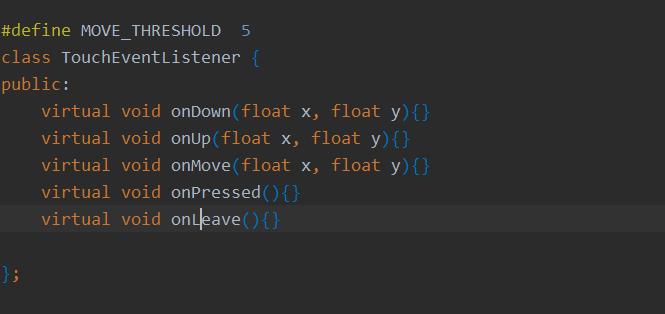 #define MOVE_THRESHOLD  5
class TouchEventListener {
public:
    virtual void onDown(float x, float y){}
    virtual void onUp(float x, float y){}
    virtual void onMove(float x, float y){}
    virtual void onPressed(){}
    virtual void onLeave(){}
};